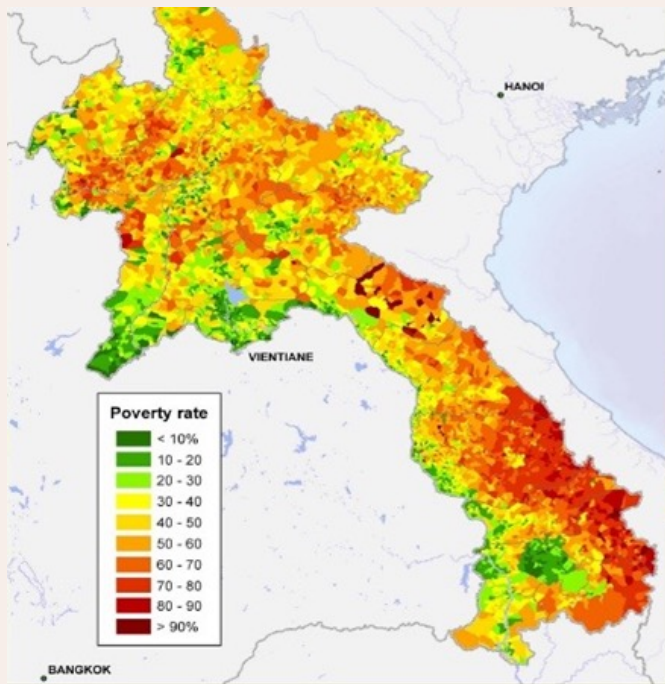 HANOI
VIENTIANE
Poverty rate
< 10%
10 - 20
20 - 30
30 - 40
40 - 50
50 - 60
60 - 70
70 - 80
80 - 90
> 90%
BANGKOK